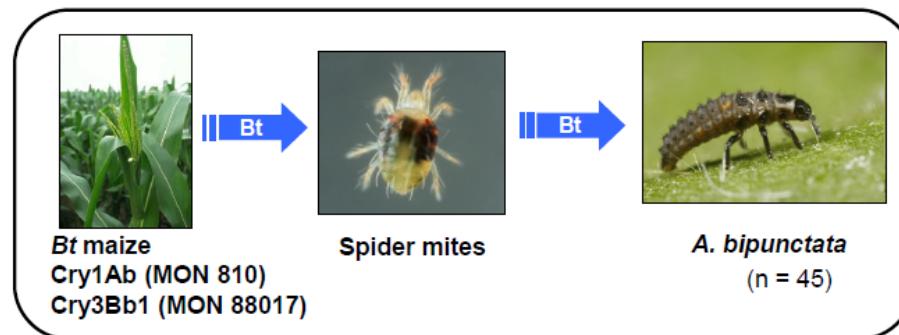 Bt
Bt
Bt maize
Cry1Ab (MON 810)
Cry3Bb1 (MON 88017)
Spider mites
A. bipunctata
(n = 45)